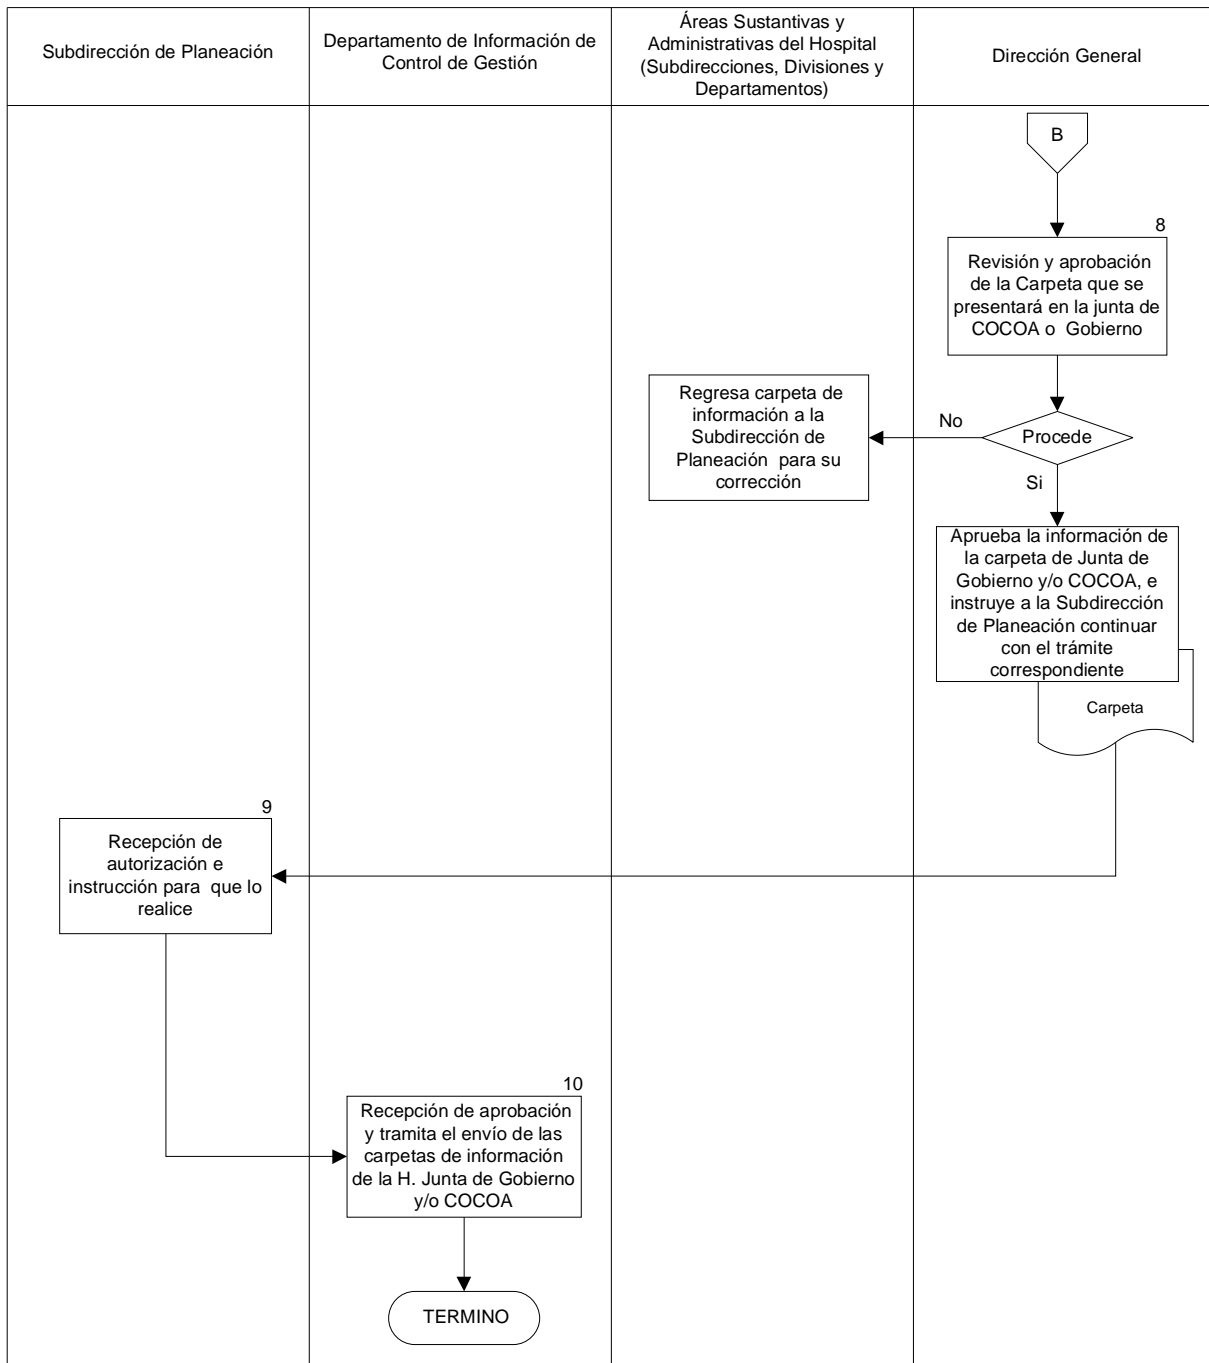 Subdirección de Planeación
Departamento de Información de
Control de Gestión
Áreas Sustantivas y
Administrativas del Hospital
(Subdirecciones, Divisiones y
Departamentos)
Dirección General
B
8
Revisión y aprobación
de la Carpeta que se
presentará en la junta de
COCOA o Gobierno
Regresa carpeta de
información a la
Subdirección de
Planeación para su
corrección
No
Procede
Si
Aprueba la información de
la carpeta de Junta de
Gobierno y/o COCOA, e
instruye a la Subdirección
de Planeación continuar
con el trámite
correspondiente
Carpeta
9
Recepción de
autorización e
instrucción para que lo
realice
10
Recepción de aprobación
y tramita el envío de las
carpetas de información
de la H. Junta de Gobierno
y/o COCOA
TERMINO